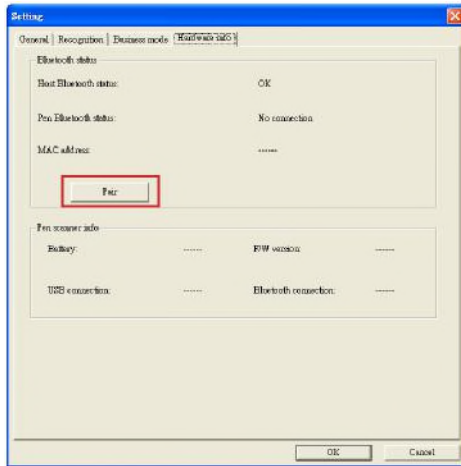 Setting
General Recognition Business mode Hardware info
Bluetooth status
Host Bluetooth status: OK
Pen Bluetooth status: No connection
MAC address: ------
Pair
Pen scanner info
Battery: ------ F/W version: ------
USB connection: ------ Bluetooth connection: ------
OK Cancel